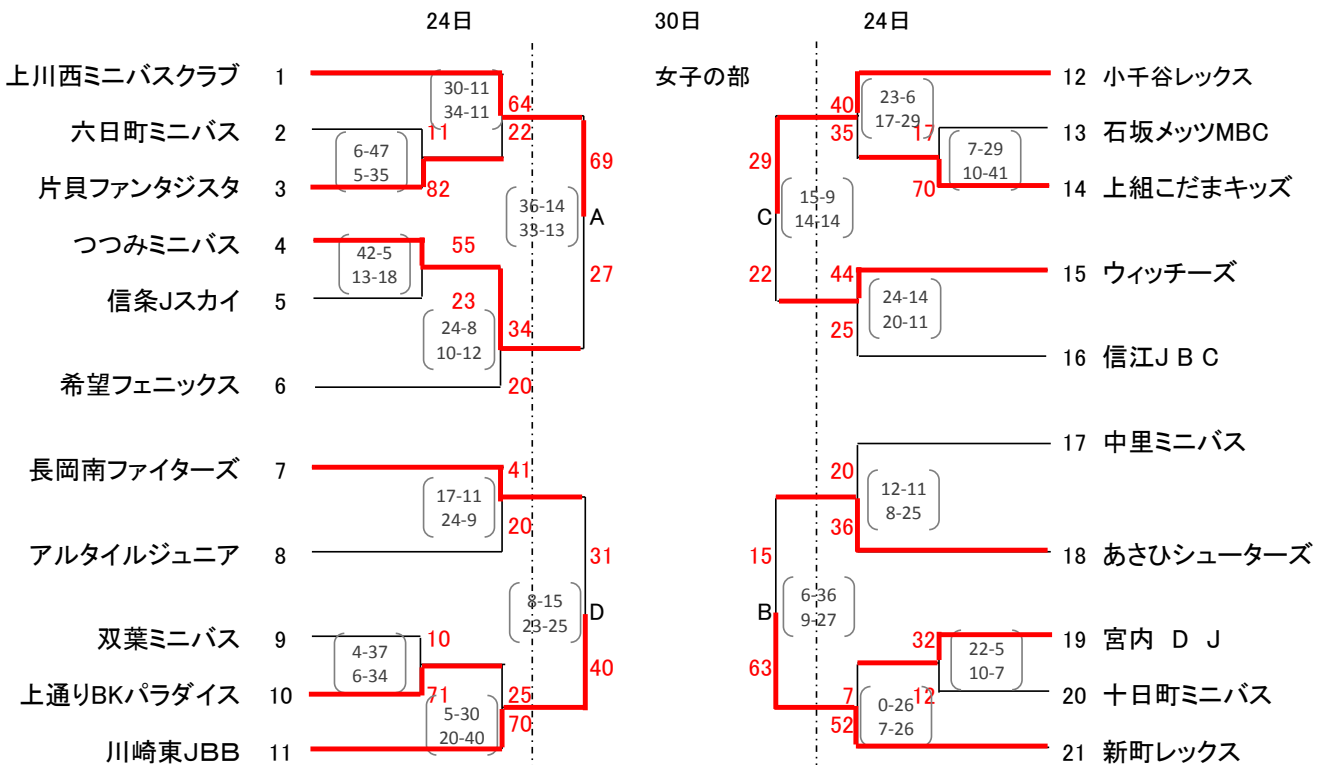 24日 30日 24日
女子の部
上川西ミニバスクラブ 1
30-11
34-11
64
22
六日町ミニバス 2
11
6-47
5-35
片貝ファンタジスタ 3
82
69
36-14
33-13
A
27
つつみミニバス 4
55
42-5
13-18
信条Jスカイ 5
23
24-8
10-12
34
希望フェニックス 6
20
長岡南ファイターズ 7
41
17-11
24-9
20
アルタイルジュニア 8
31
8-15
23-25
D
40
双葉ミニバス 9
10
4-37
6-34
上通りBKパラダイス 10
71
25
5-30
20-40
70
川崎東JBB 11
12 小千谷レックス
40
23-6
17-29
35
17
13 石坂メッツMBC
7-29
10-41
70
14 上組こだまキッズ
29
C
15-9
14-14
22
44
15 ウィッチーズ
24-14
20-11
25
16 信江ＪＢＣ
17 中里ミニバス
20
12-11
8-25
36
18 あさひシューターズ
15
B
6-36
9-27
63
32
19 宮内 Ｄ Ｊ
22-5
10-7
12
20 十日町ミニバス
7
0-26
7-26
52
21 新町レックス